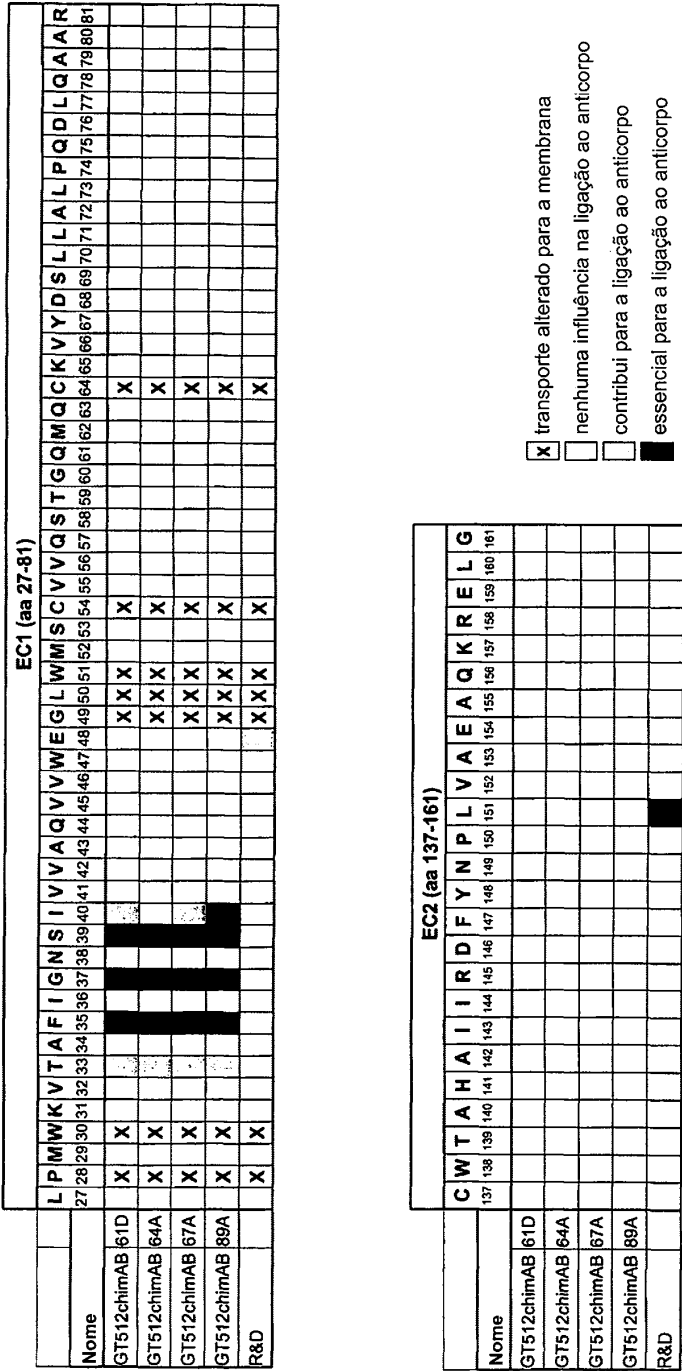 EC1 (aa 27-81)
L P M W K V T A F I G N S I V V A Q V V W E G L W M S C V V Q S T G Q M Q C K V Y D S L L A L P Q D L Q A A R
Nome 27 28 29 30 31 32 33 34 35 36 37 38 39 40 41 42 43 44 45 46 47 48 49 50 51 52 53 54 55 56 57 58 59 60 61 62 63 64 65 66 67 68 69 70 71 72 73 74 75 76 77 78 79 80 81
GT512chimAB 61D X X X X X X X
GT512chimAB 64A X X X X X X X
GT512chimAB 67A X X X X X X X
GT512chimAB 89A X X X X X X X
R&D X X X X X X X
EC2 (aa 137-161)
C W T A H A I I R D F Y N P L V A E A Q K R E L G
Nome 137 138 139 140 141 142 143 144 145 146 147 148 149 150 151 152 153 154 155 156 157 158 159 160 161
GT512chimAB 61D
GT512chimAB 64A
GT512chimAB 67A
GT512chimAB 89A
R&D
X transporte alterado para a membrana
nenhuma influência na ligação ao anticorpo
contribui para a ligação ao anticorpo
essencial para a ligação ao anticorpo